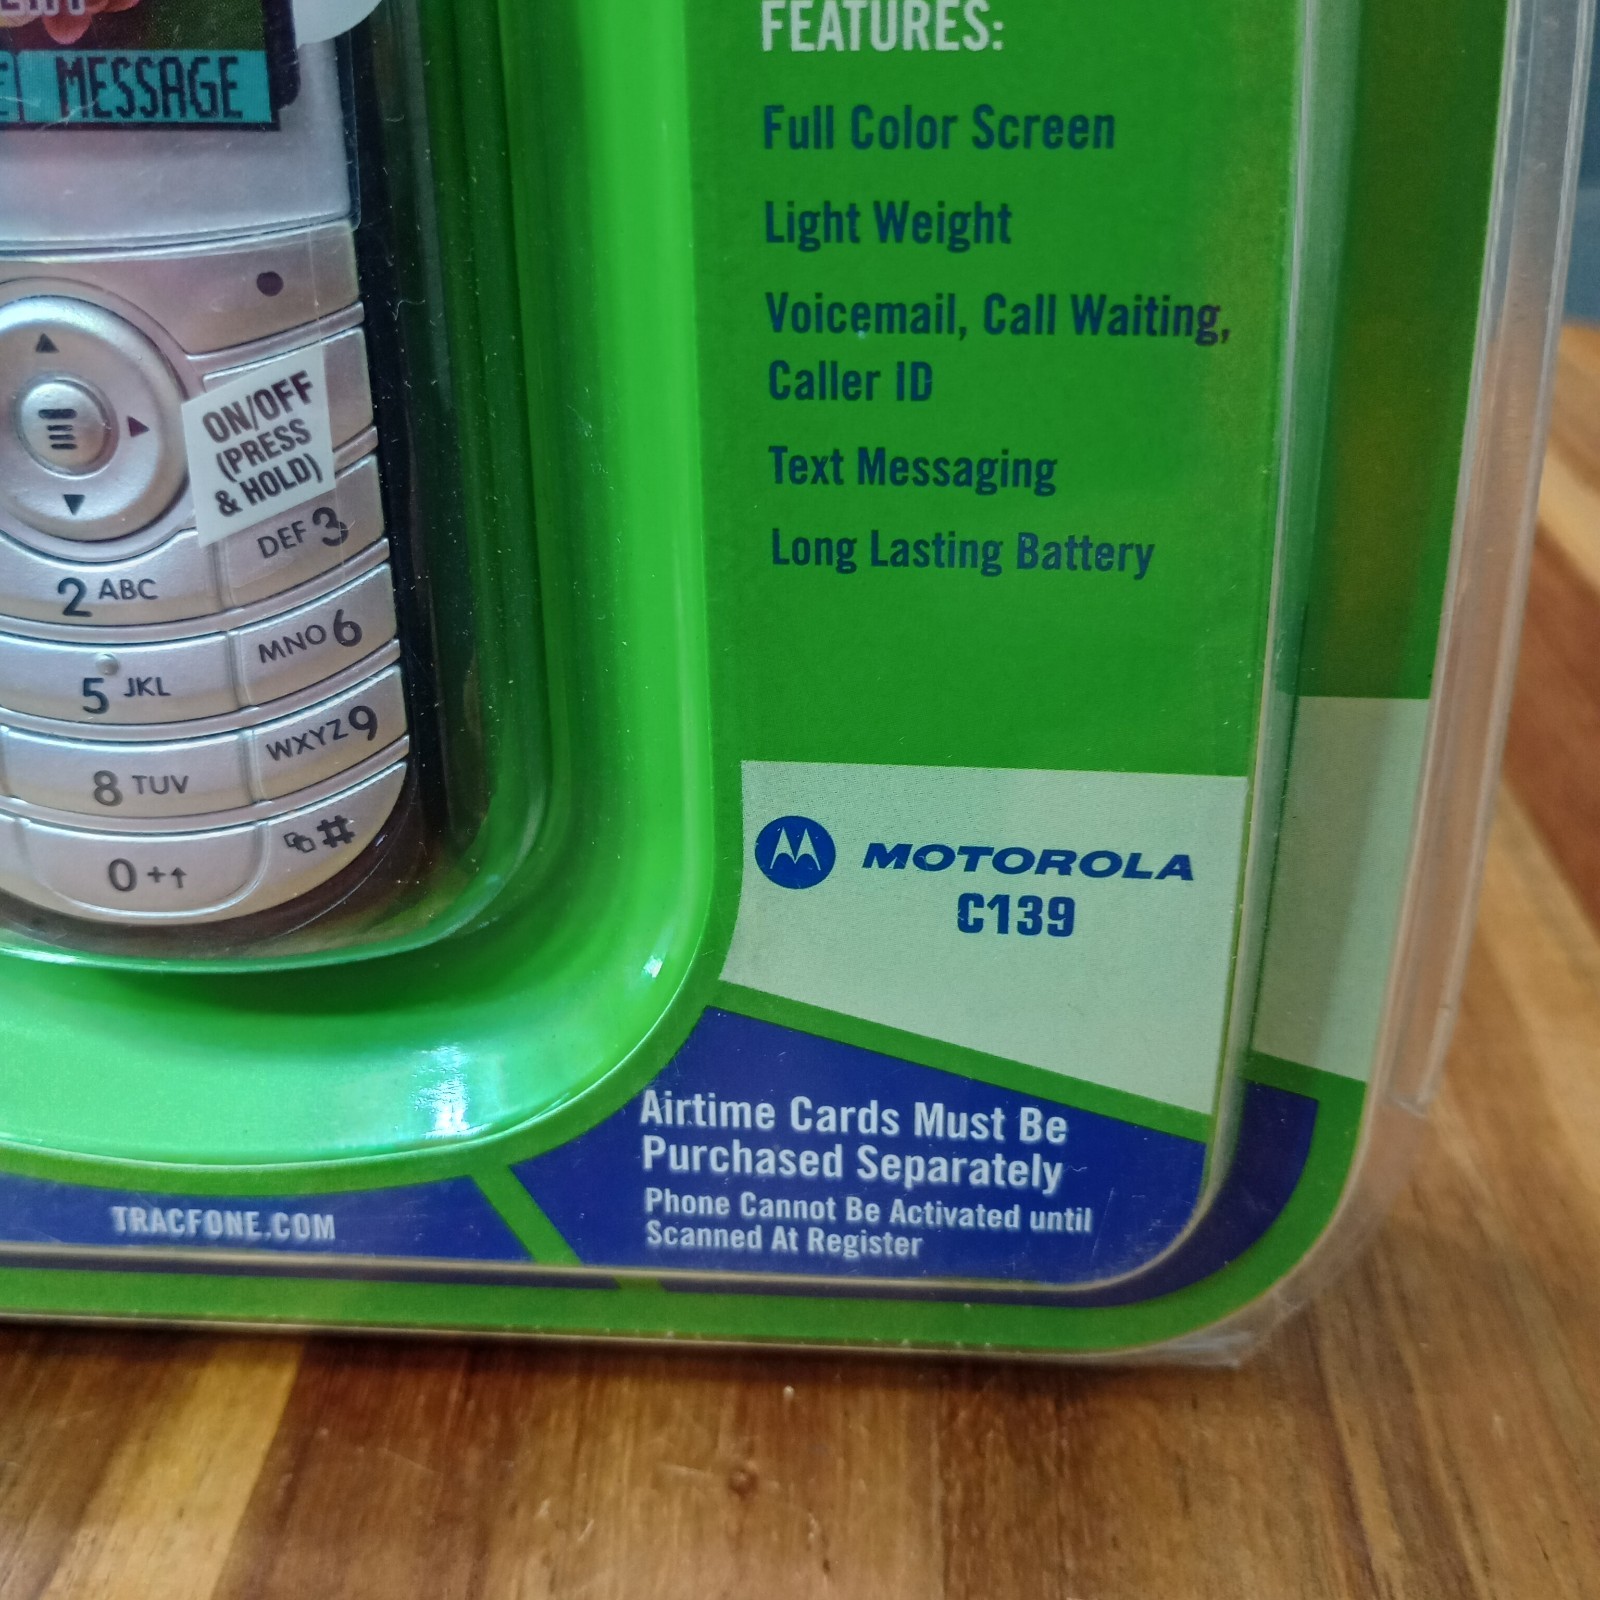 MESSAGE
ON/OFF
(PRESS
& HOLD)
DEF 3
2 ABC
MNO 6
5 JKL
WXYZ 9
8 TUV
#
0 +
FEATURES:
Full Color Screen
Light Weight
Voicemail, Call Waiting,
Caller ID
Text Messaging
Long Lasting Battery
MOTOROLA
C139
Airtime Cards Must Be
Purchased Separately
Phone Cannot Be Activated until
Scanned At Register
TRACFONE.COM